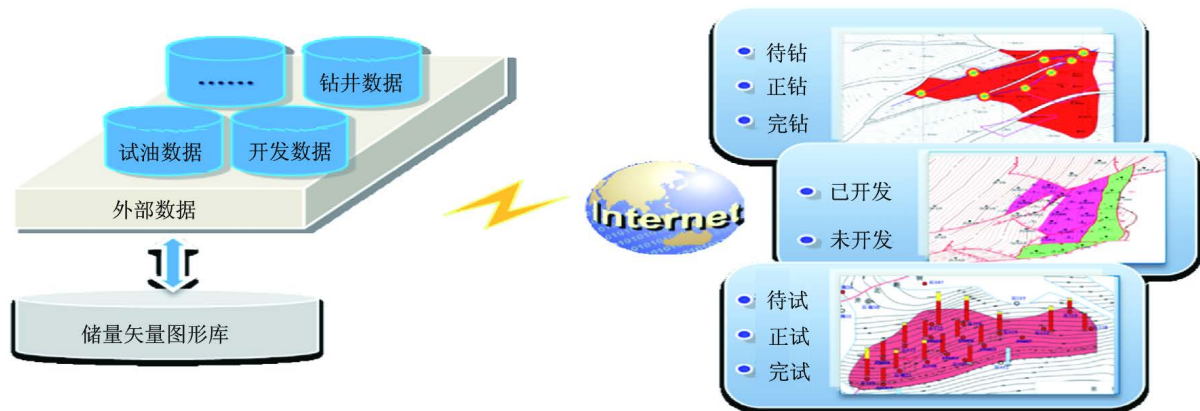 ……
钻井数据
试油数据
开发数据
外部数据
储量矢量图形库
Internet
待钻
正钻
完钻
已开发
未开发
待试
正试
完试